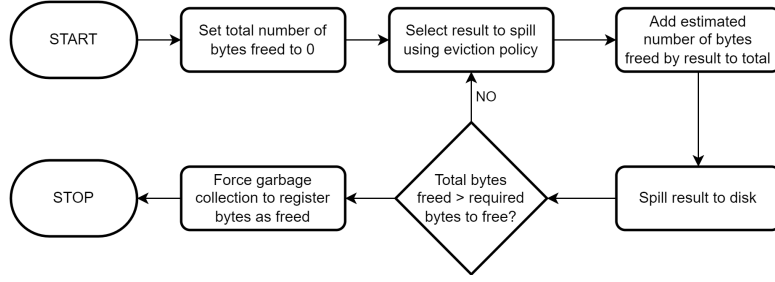 START
Set total number of
bytes freed to 0
Select result to spill
using eviction policy
Add estimated
number of bytes
freed by result to total
NO
STOP
Force garbage
collection to register
bytes as freed
Total bytes
freed > required
bytes to free?
Spill result to disk